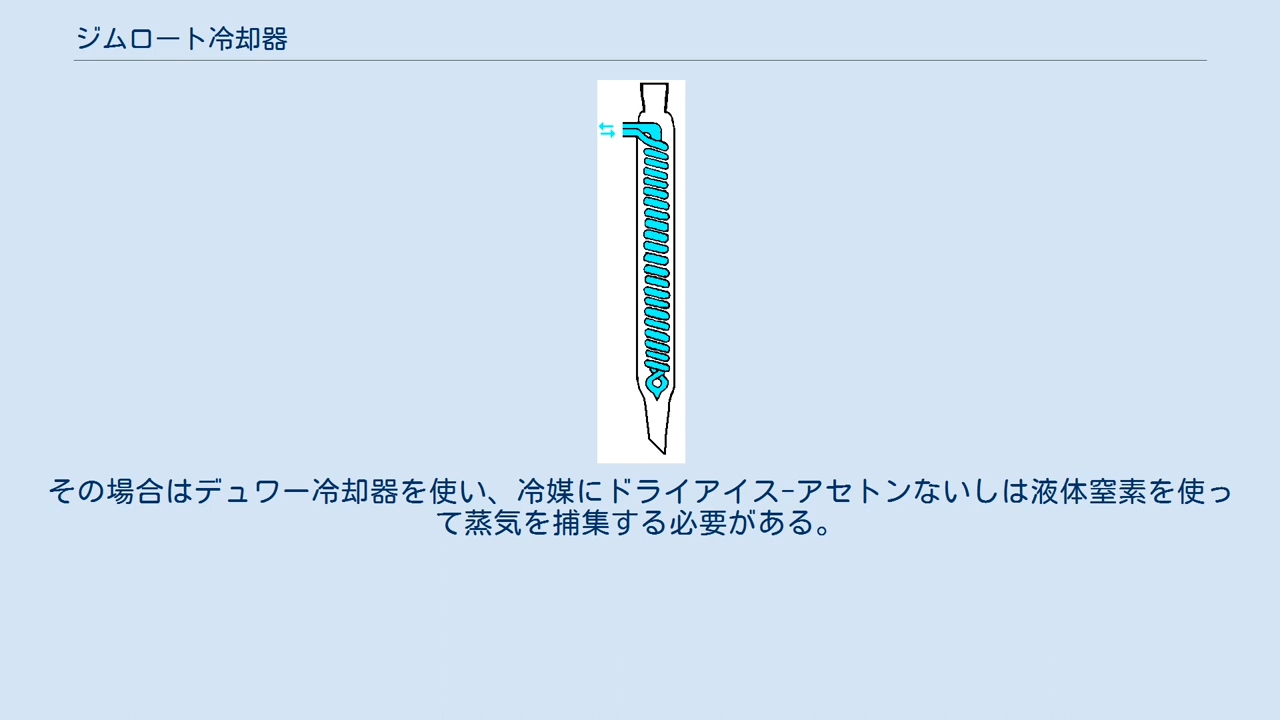 ジムロート冷却器
その場合はデュワー冷却器を使い、冷媒にドライアイス-アセトンないしは液体窒素を使っ
て蒸気を捕集する必要がある。